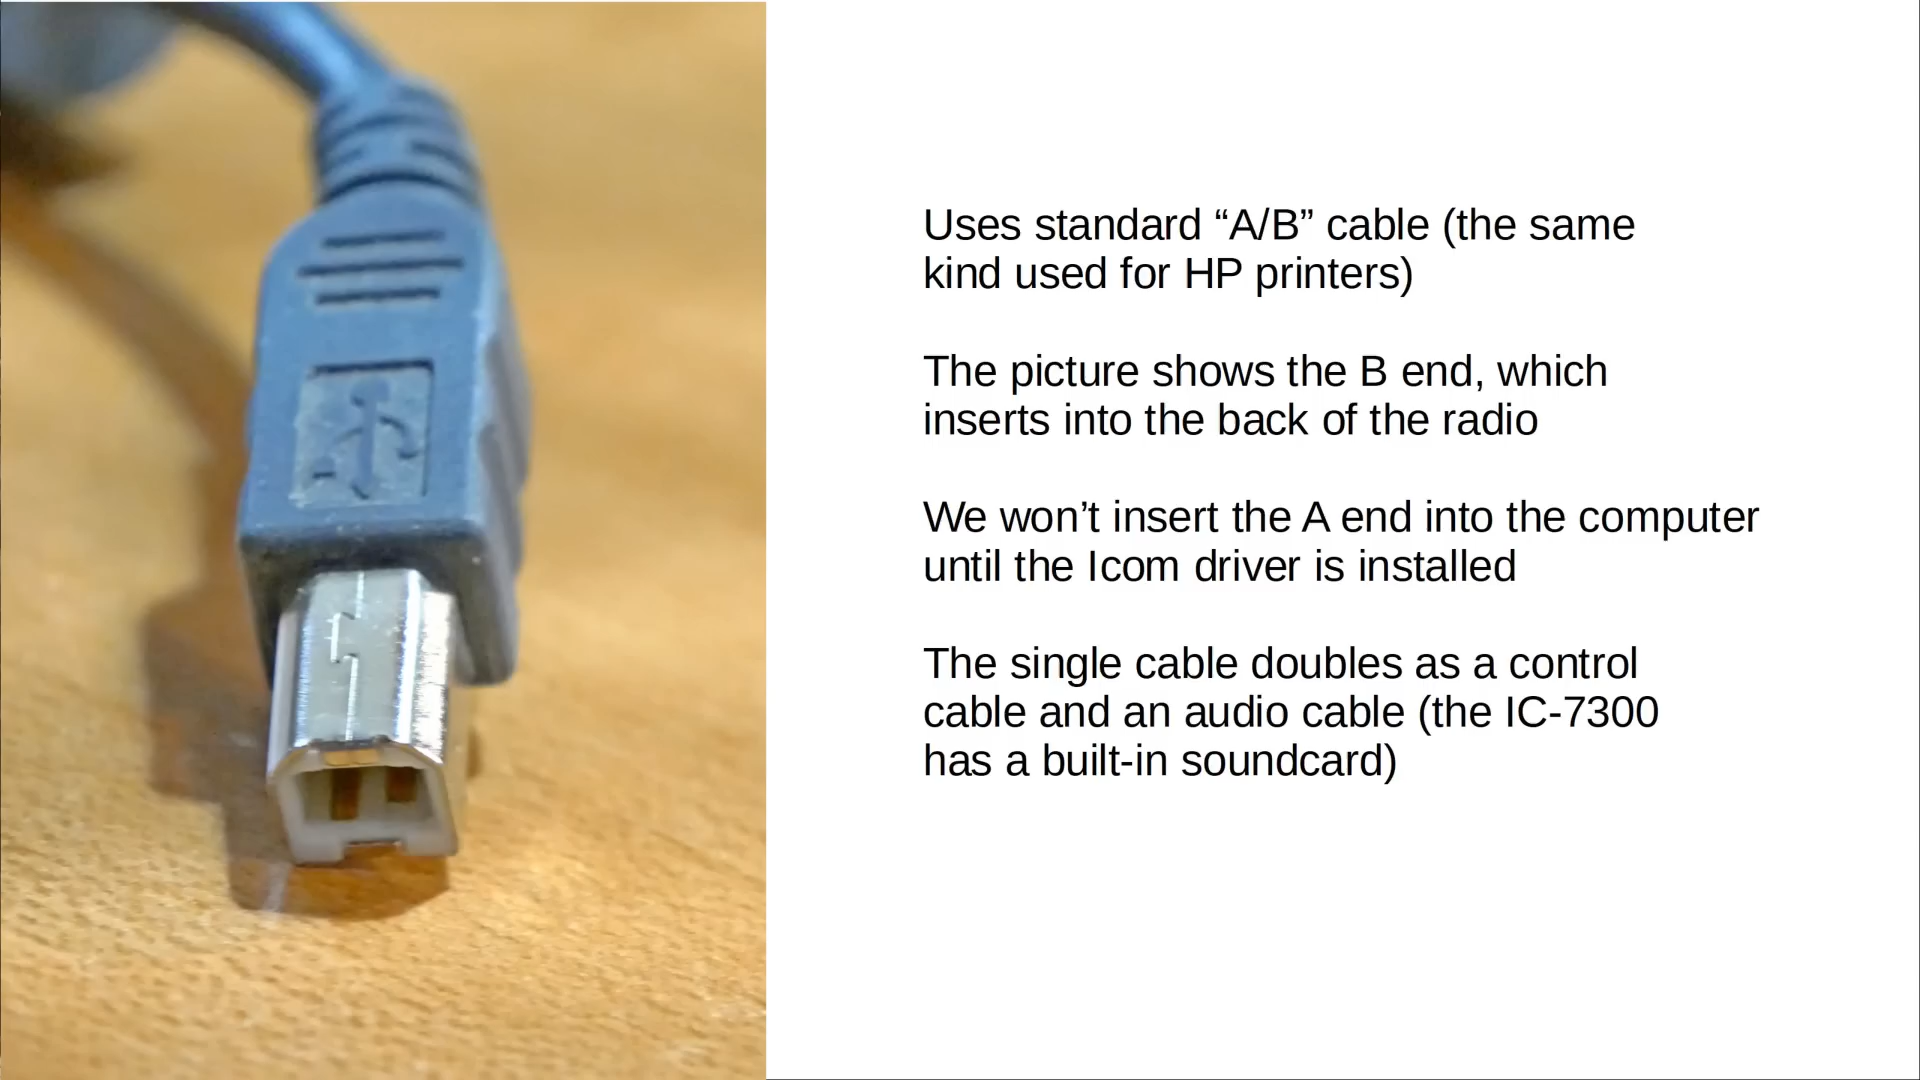 Uses standard “A/B” cable (the same
kind used for HP printers)
The picture shows the B end, which
inserts into the back of the radio
We won’t insert the A end into the computer
until the Icom driver is installed
The single cable doubles as a control
cable and an audio cable (the IC-7300
has a built-in soundcard)